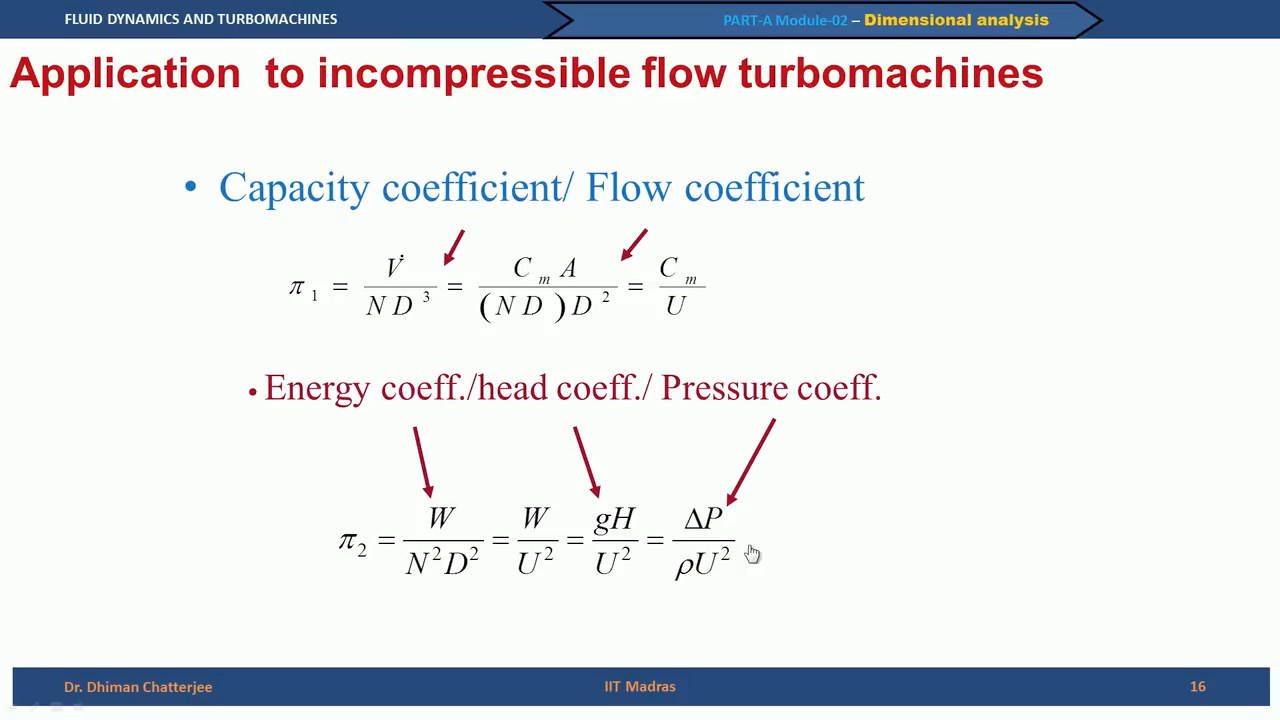 FLUID DYNAMICS AND TURBOMACHINES
PART-A Module-02 – Dimensional analysis
Application to incompressible flow turbomachines
• Capacity coefficient/ Flow coefficient
π₁ = V̇ / N D³ = C_m A / (N D) D² = C_m / U
• Energy coeff./head coeff./ Pressure coeff.
π₂ = W / N²D² = W / U² = gH / U² = ΔP / ρU²
Dr. Dhiman Chatterjee
IIT Madras
16